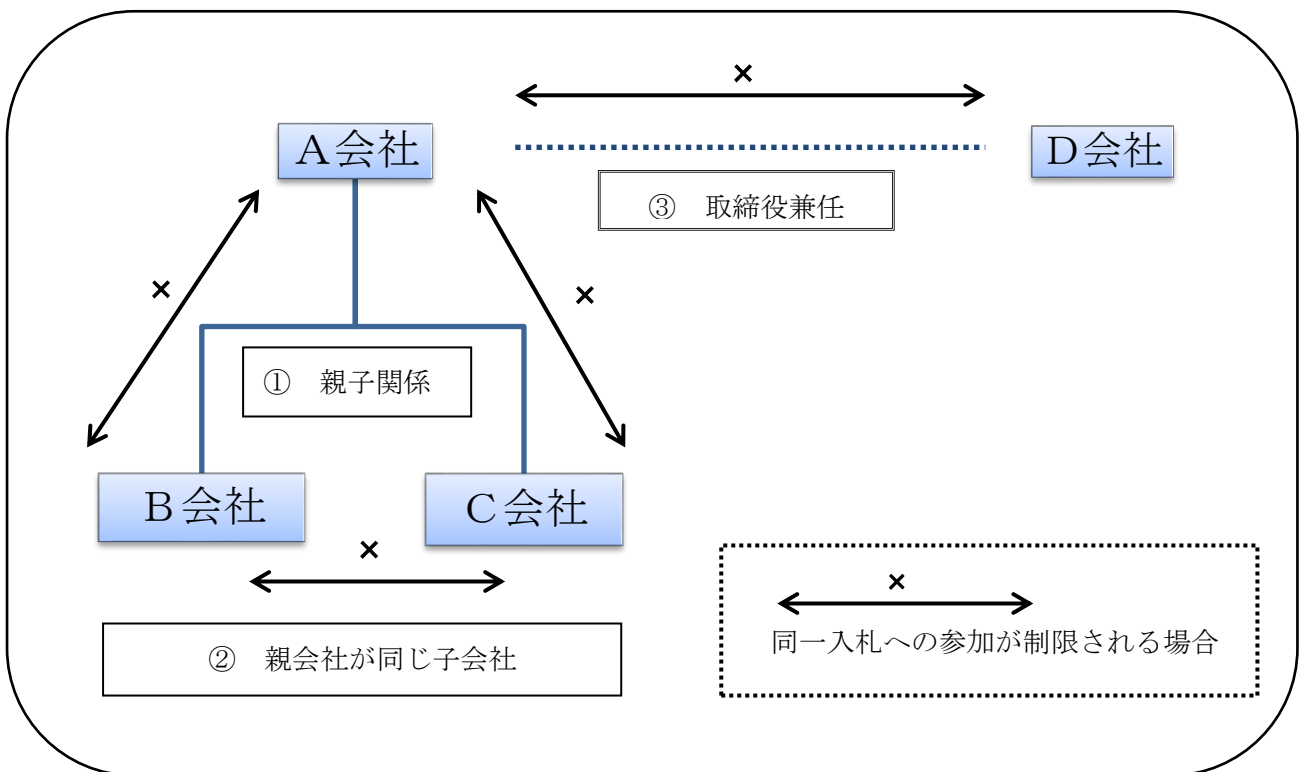 ×
A会社
D会社
③ 取締役兼任
×
×
① 親子関係
B会社
C会社
×
② 親会社が同じ子会社
×
同一入札への参加が制限される場合